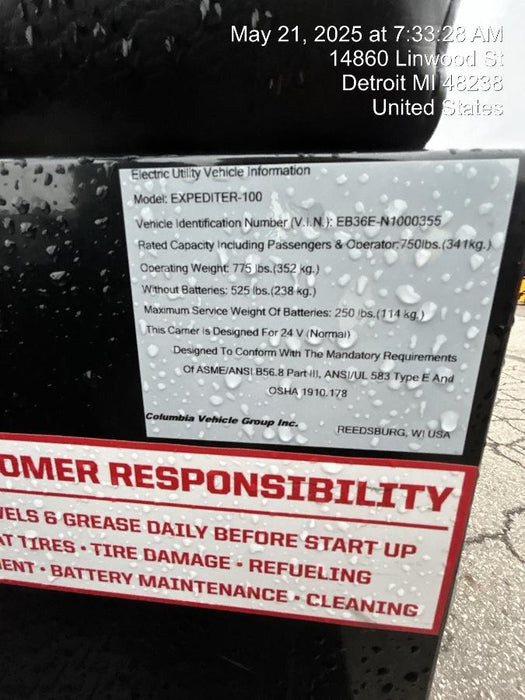 May 21, 2025 at 7:33:28 AM
14860 Linwood St
Detroit MI 48238
United States
Electric Utility Vehicle Information
Model: EXPEDITER-100
Vehicle Identification Number (V.I.N.): EB36E-N1000355
Rated Capacity Including Passengers & Operator:750lbs.(341kg.)
Operating Weight: 775 lbs.(352 kg.)
Without Batteries: 525 lbs.(238 kg.)
Maximum Service Weight Of Batteries: 250 lbs.(114 kg.)
This Carrier Is Designed For 24 V (Normal)
Designed To Conform With The Mandatory Requirements
Of ASME/ANSI B56.8 Part III, ANSI/UL 583 Type E And
OSHA 1910.178
Columbia Vehicle Group Inc.
REEDSBURG, WI USA
OMER RESPONSIBILITY
VELS & GREASE DAILY BEFORE START UP
AT TIRES • TIRE DAMAGE • REFUELING
ENT • BATTERY MAINTENANCE • CLEANING